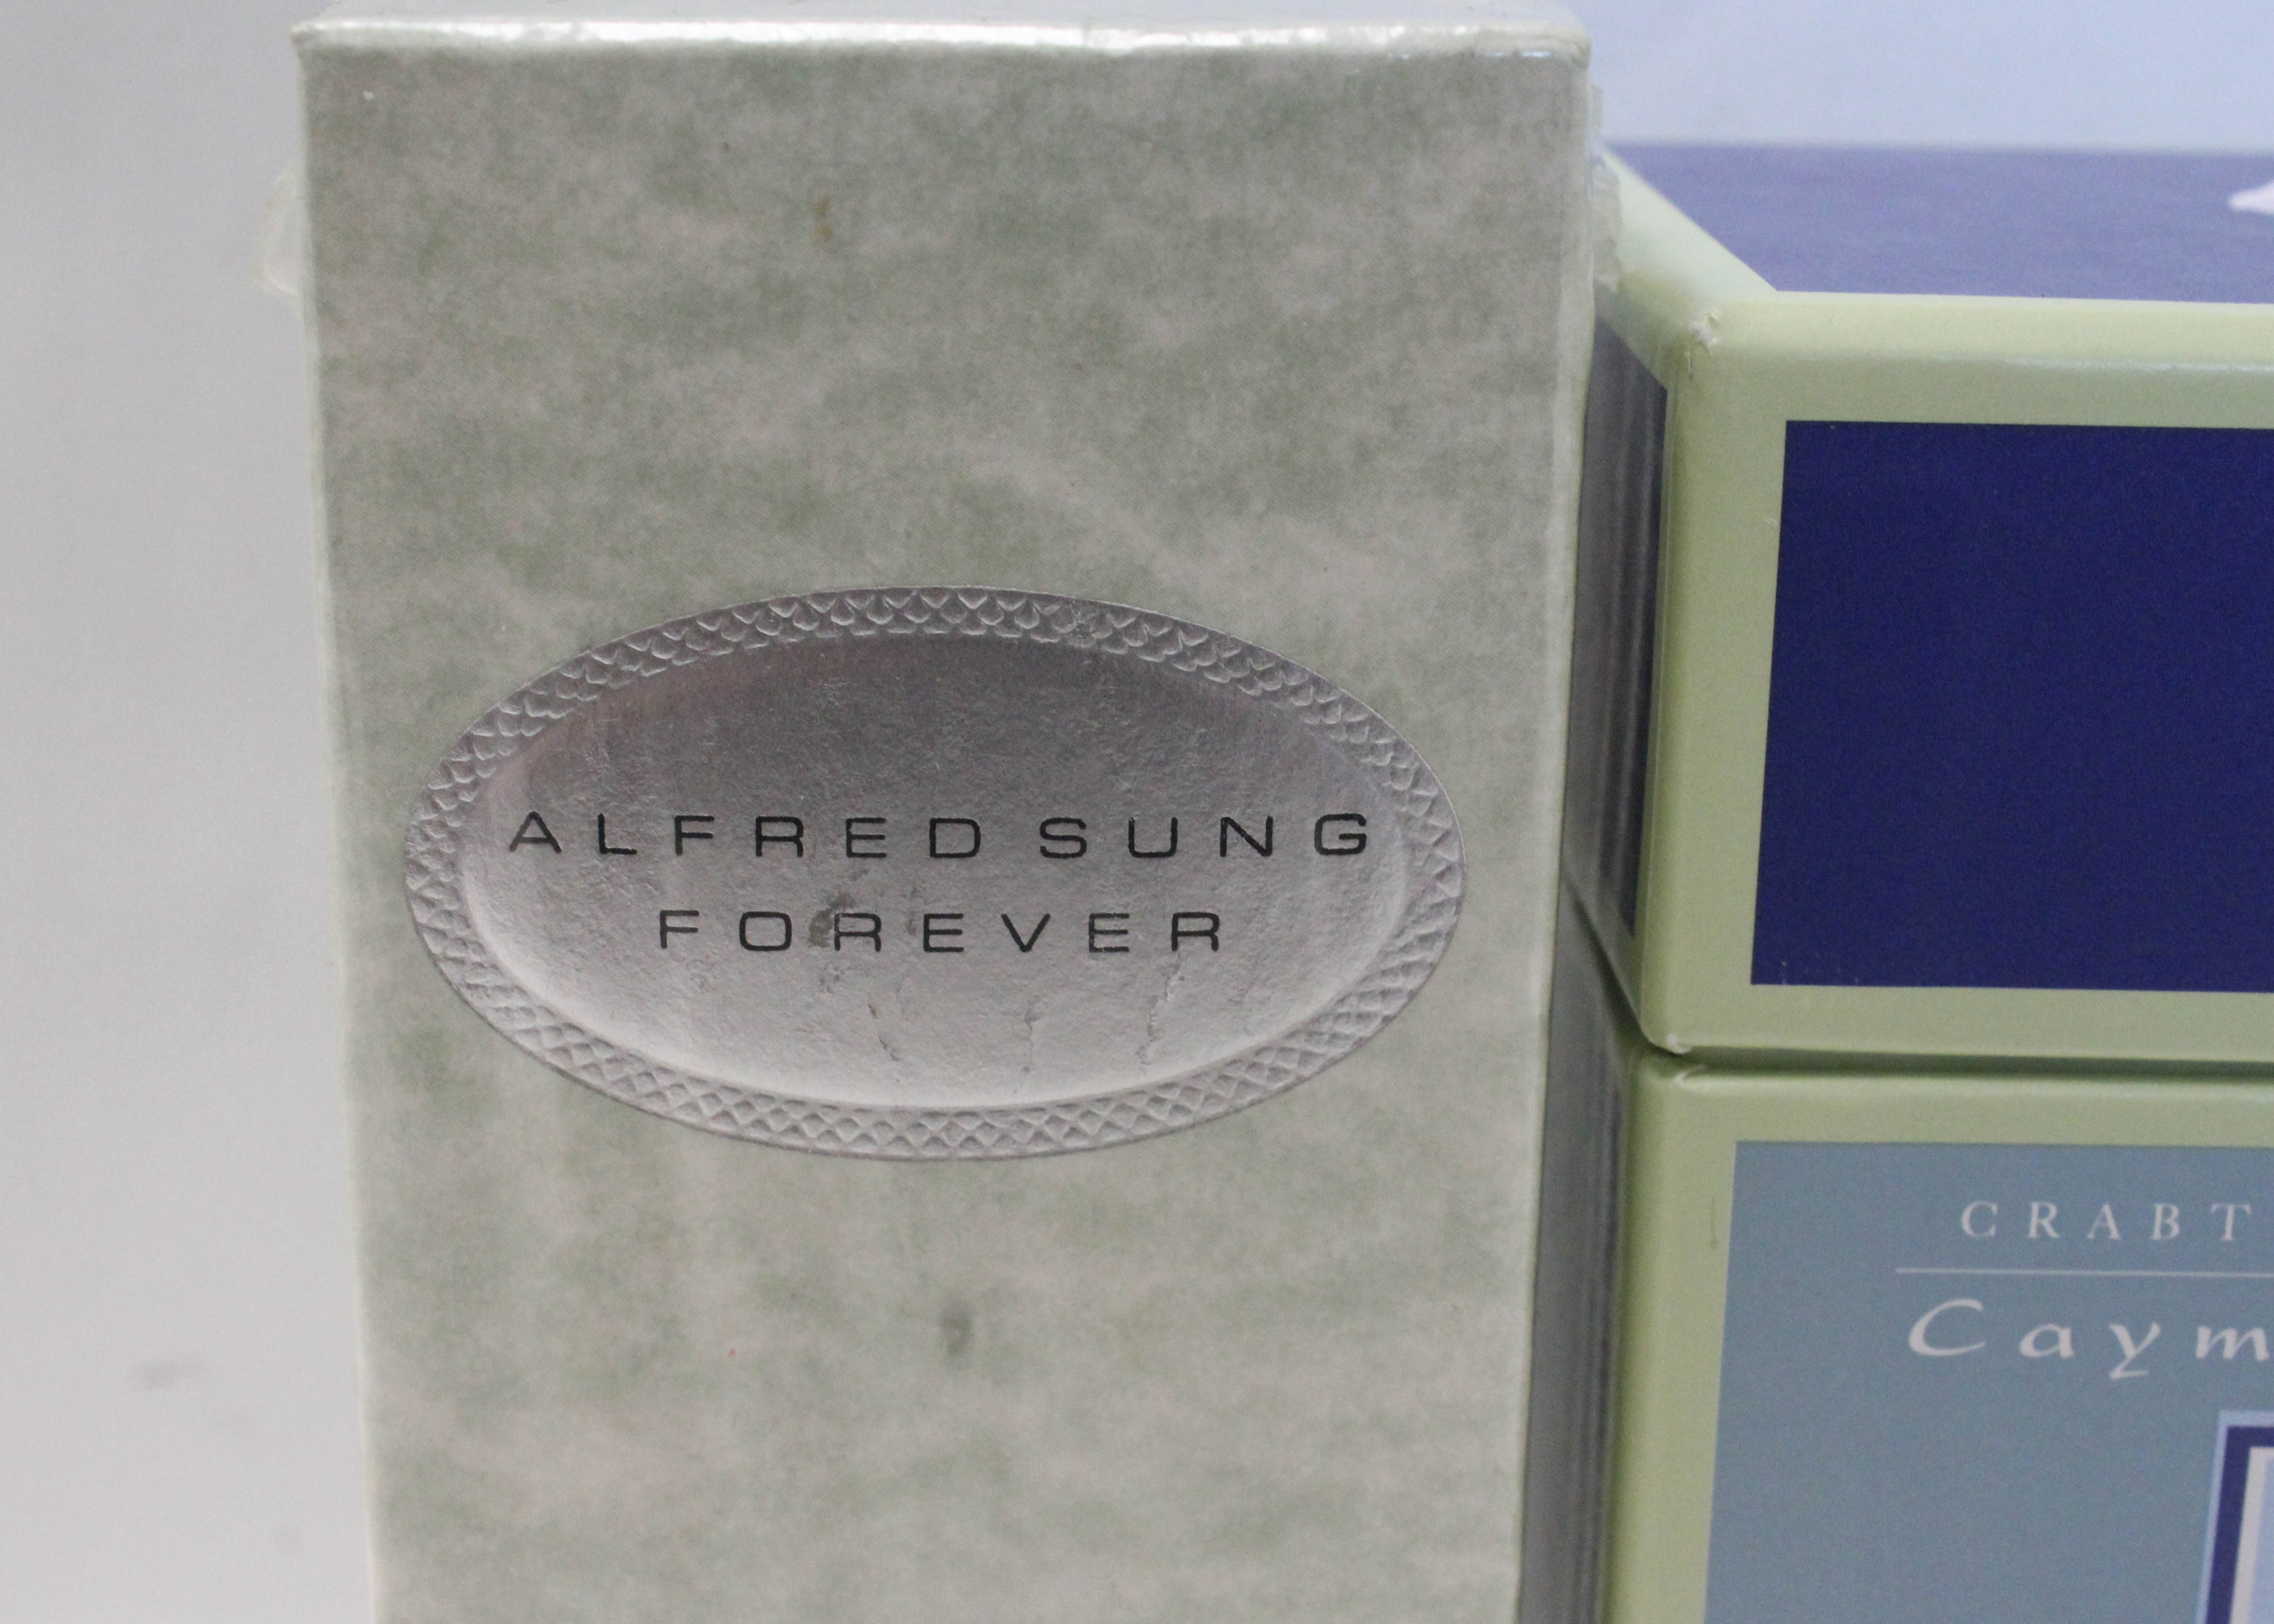 ALFRED SUNG
FOREVER
CRABT
Caym